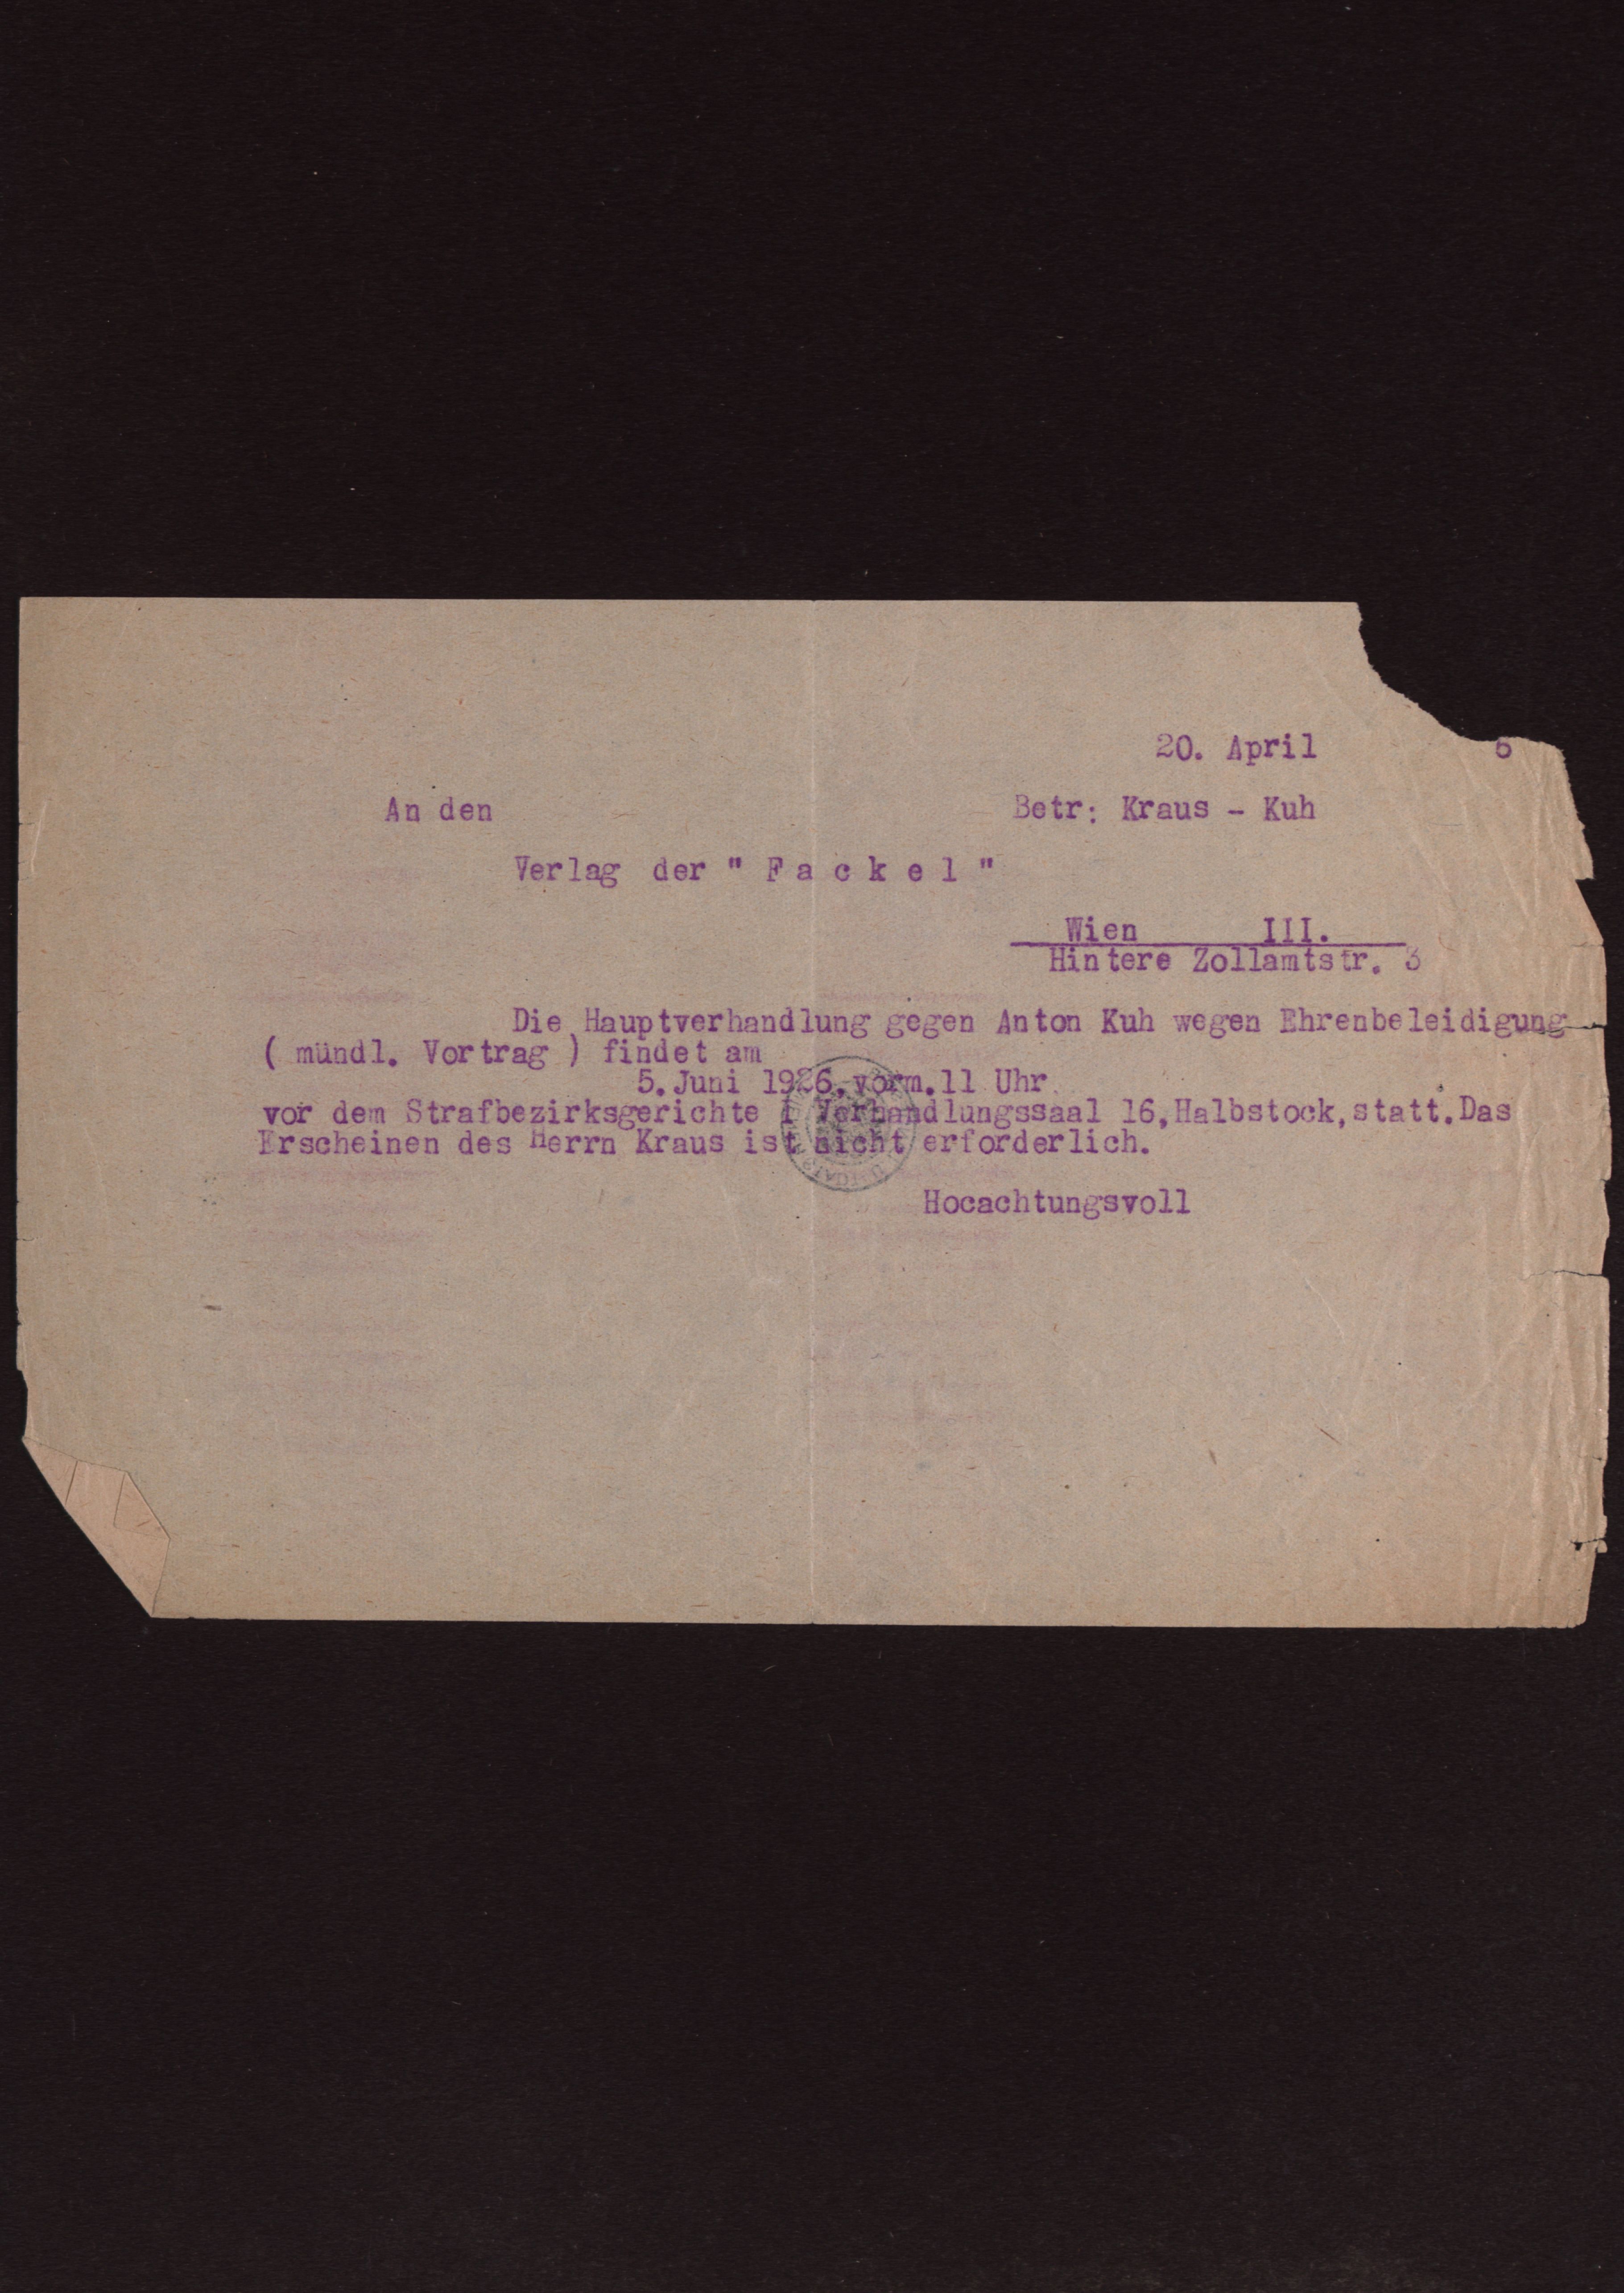 20. April 6
An den Betr: Kraus - Kuh
Verlag der " F a c k e l "
Wien III.
Hintere Zollamtstr. 3
Die Hauptverhandlung gegen Anton Kuh wegen Ehrenbeleidigung
( mündl. Vortrag ) findet am
5. Juni 1926, vorm. 11 Uhr
vor dem Strafbezirksgerichte I Verhandlungssaal 16, Halbstock, statt. Das
Erscheinen des Herrn Kraus ist nicht erforderlich.
Hocachtungsvoll